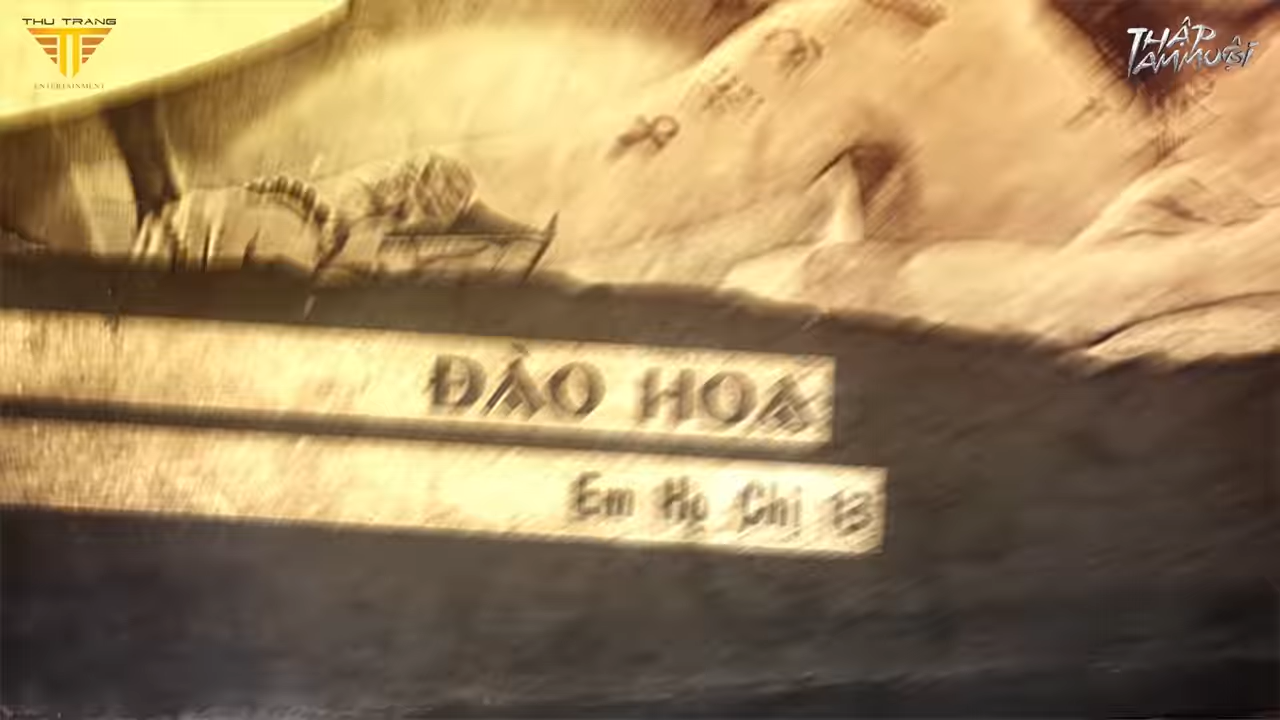 THU TRANG
ENTERTAINMENT
THẬP
TAM MUỘI
ĐÀO HOA
Em Họ Chị 13